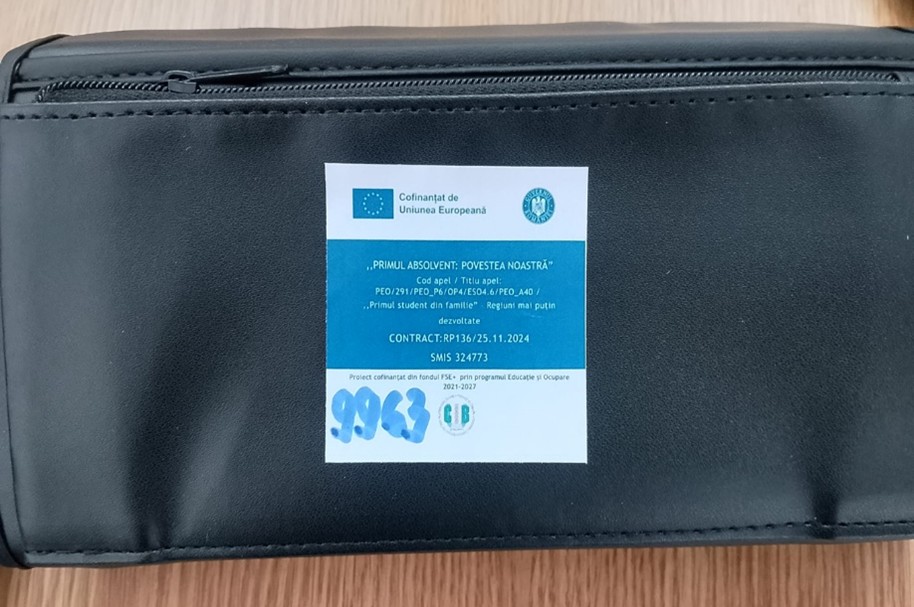 Cofinanțat de
Uniunea Europeană
,,PRIMUL ABSOLVENT: POVESTEA NOASTRĂ"
Cod apel / Titlu apel:
PEO/291/PEO_P6/OP4/ESO4.6/PEO_A40 /
,,Primul student din familie" - Regiuni mai puțin
dezvoltate
CONTRACT:RP136/25.11.2024
SMIS 324773
Proiect cofinanțat din fondul FSE+ prin programul Educație și Ocupare
2021-2027
9963